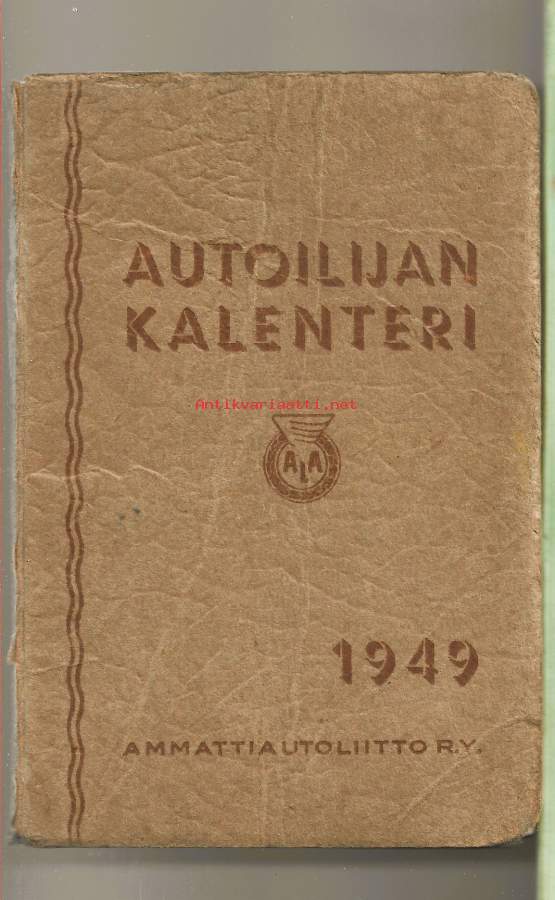 AUTOILIJAN
KALENTERI
Antikvariaatti.net
ALA
1949
AMMATTIAUTOLIITTO R.Y.